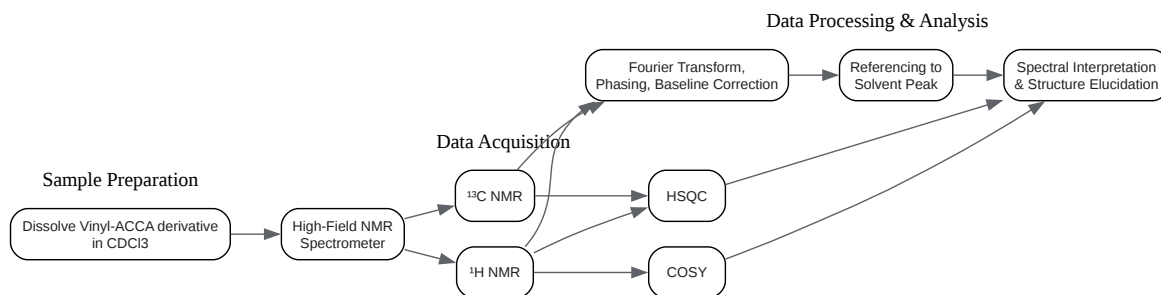 Data Processing & Analysis
Fourier Transform,
Phasing, Baseline Correction
Referencing to
Solvent Peak
Spectral Interpretation
& Structure Elucidation
Data Acquisition
Sample Preparation
¹³C NMR
HSQC
Dissolve Vinyl-ACCA derivative
in CDCl3
High-Field NMR
Spectrometer
¹H NMR
COSY